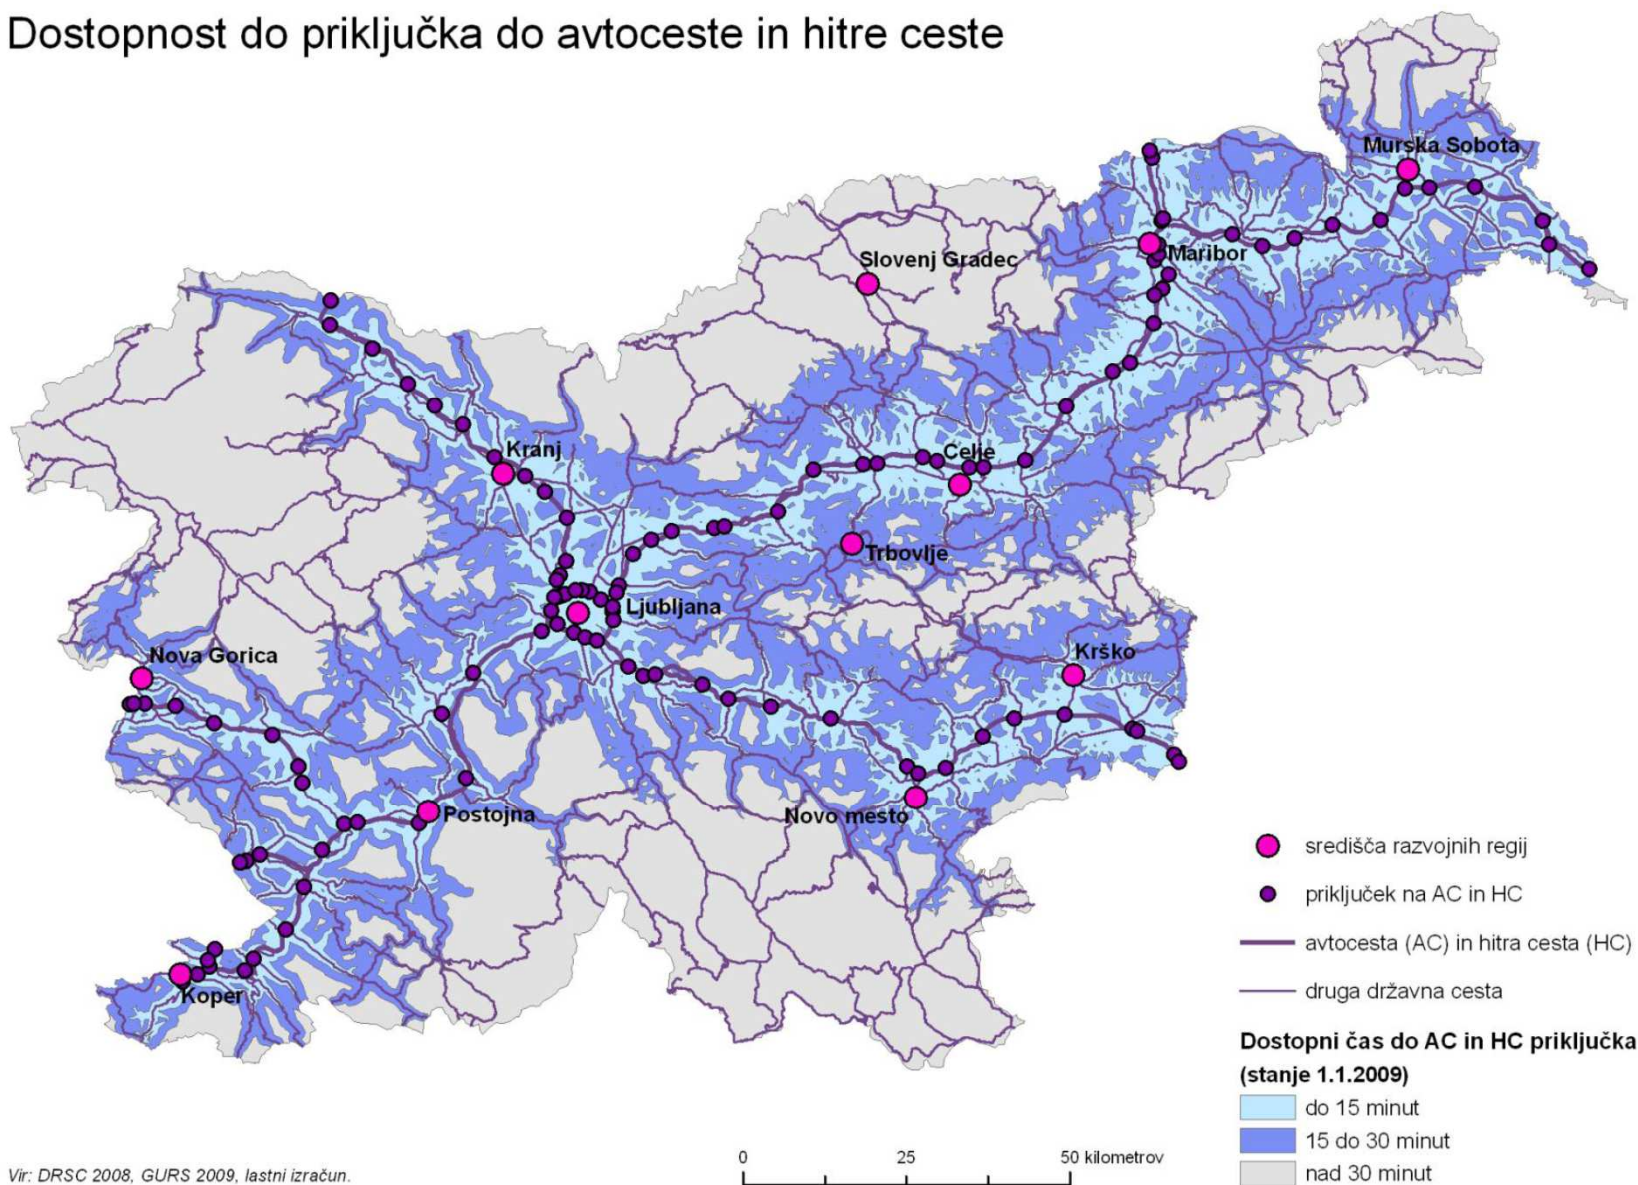 Dostopnost do priključka do avtoceste in hitre ceste
Murska Sobota
Maribor
Slovenj Gradec
Kranj
Celje
Trbovlje
Ljubljana
Nova Gorica
Krško
Postojna
Novo mesto
Koper
središča razvojnih regij
priključek na AC in HC
avtocesta (AC) in hitra cesta (HC)
druga državna cesta
Dostopni čas do AC in HC priključka
(stanje 1.1.2009)
do 15 minut
15 do 30 minut
nad 30 minut
0 25 50 kilometrov
Vir: DRSC 2008, GURS 2009, lastni izračun.